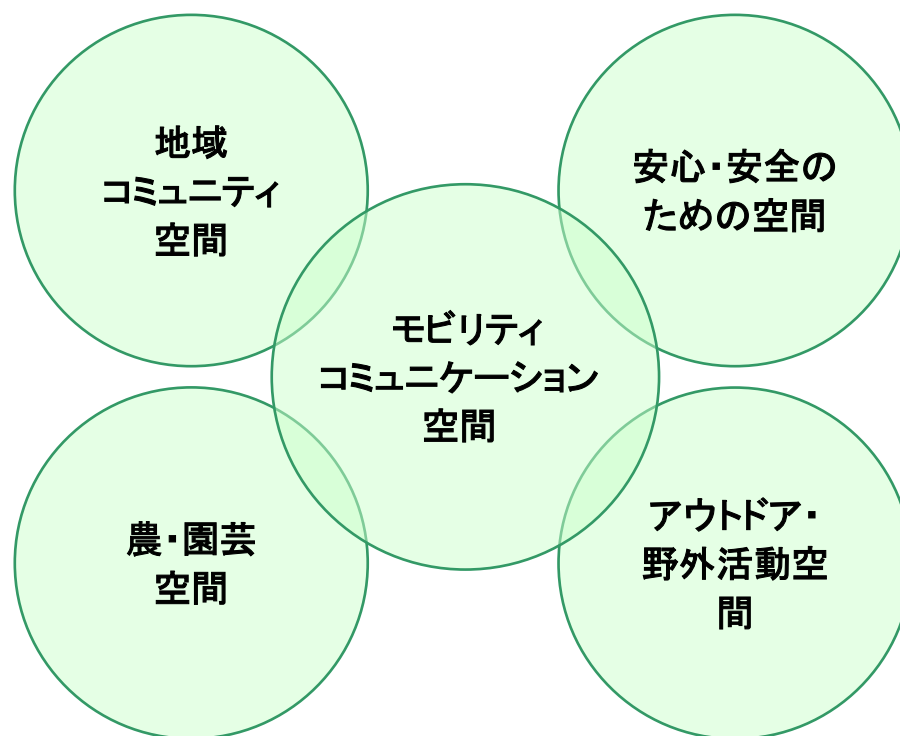 地域
コミュニティ
空間
安心・安全の
ための空間
モビリティ
コミュニケーション
空間
農・園芸
空間
アウトドア・
野外活動空
間